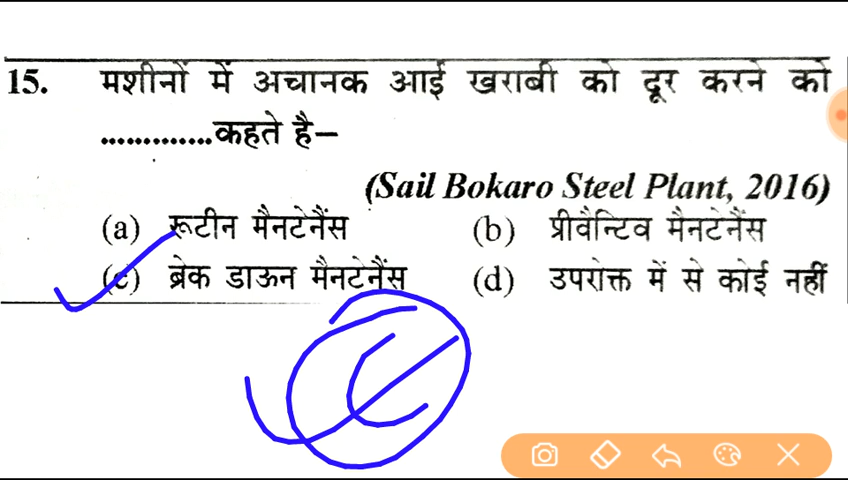 15. मशीनों में अचानक आई खराबी को दूर करने को
..............कहते है–
(Sail Bokaro Steel Plant, 2016)
(a) रूटीन मैनटेनैंस (b) प्रीवैन्टिव मैनटेनैंस
(c) ब्रेक डाऊन मैनटेनैंस (d) उपरोक्त में से कोई नहीं
C